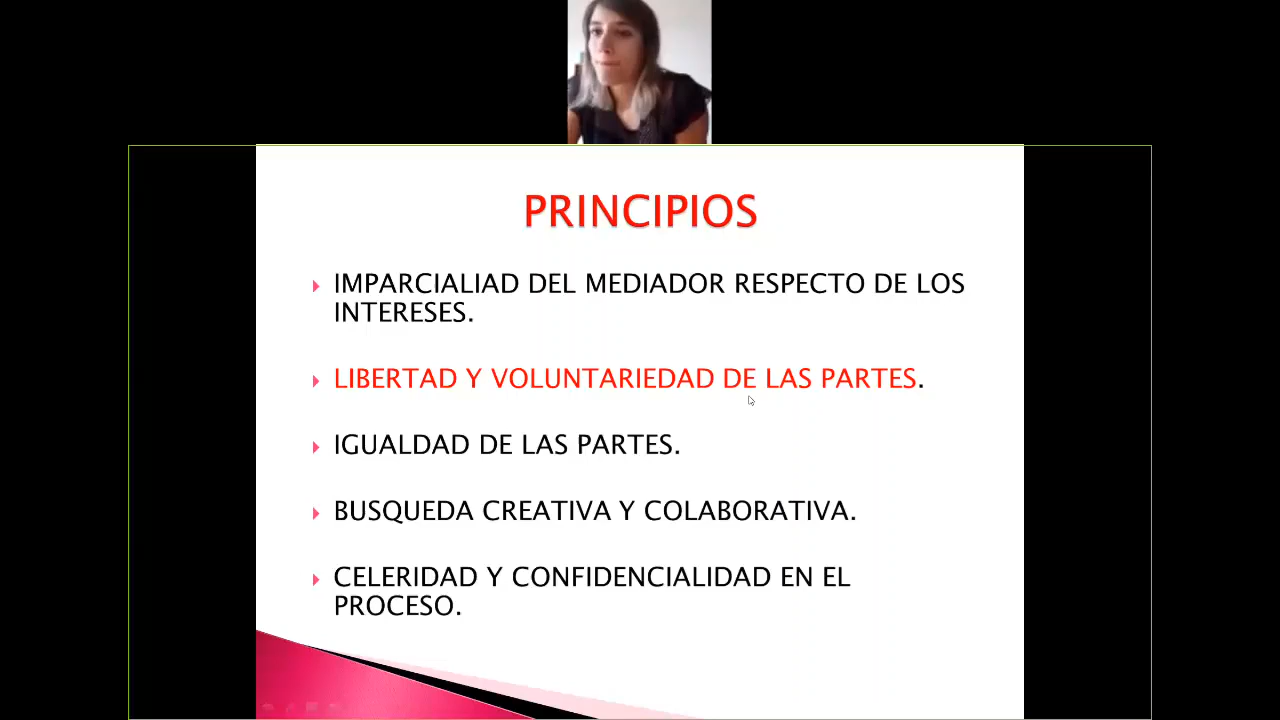 PRINCIPIOS
IMPARCIALIAD DEL MEDIADOR RESPECTO DE LOS
INTERESES.
LIBERTAD Y VOLUNTARIEDAD DE LAS PARTES.
IGUALDAD DE LAS PARTES.
BUSQUEDA CREATIVA Y COLABORATIVA.
CELERIDAD Y CONFIDENCIALIDAD EN EL
PROCESO.